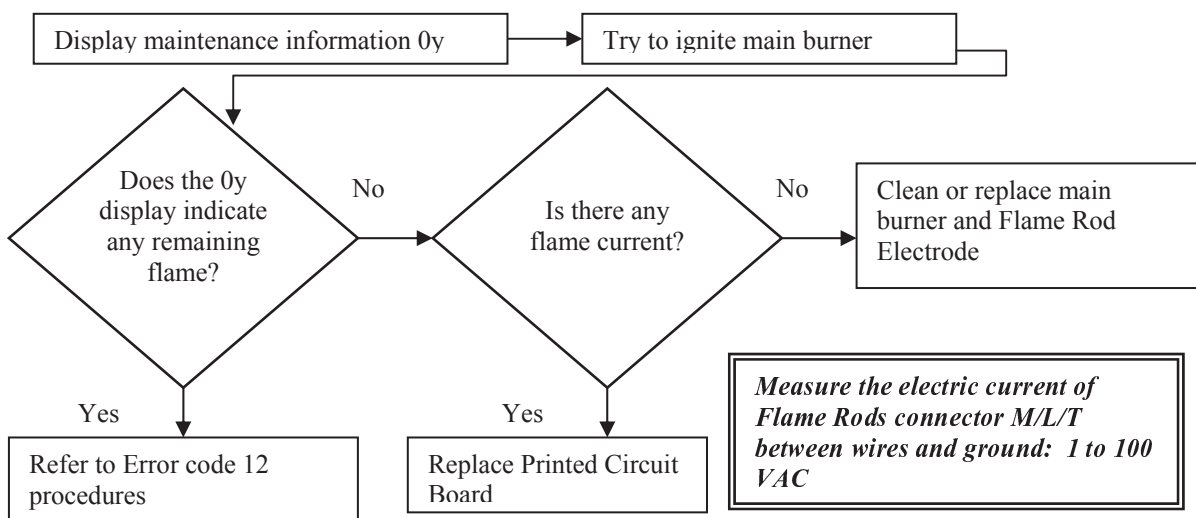 Display maintenance information 0y
Try to ignite main burner
Does the 0y
display indicate
any remaining
flame?
No
Is there any
flame current?
No
Clean or replace main
burner and Flame Rod
Electrode
Yes
Refer to Error code 12
procedures
Yes
Replace Printed Circuit
Board
Measure the electric current of
Flame Rods connector M/L/T
between wires and ground:  1 to 100
VAC